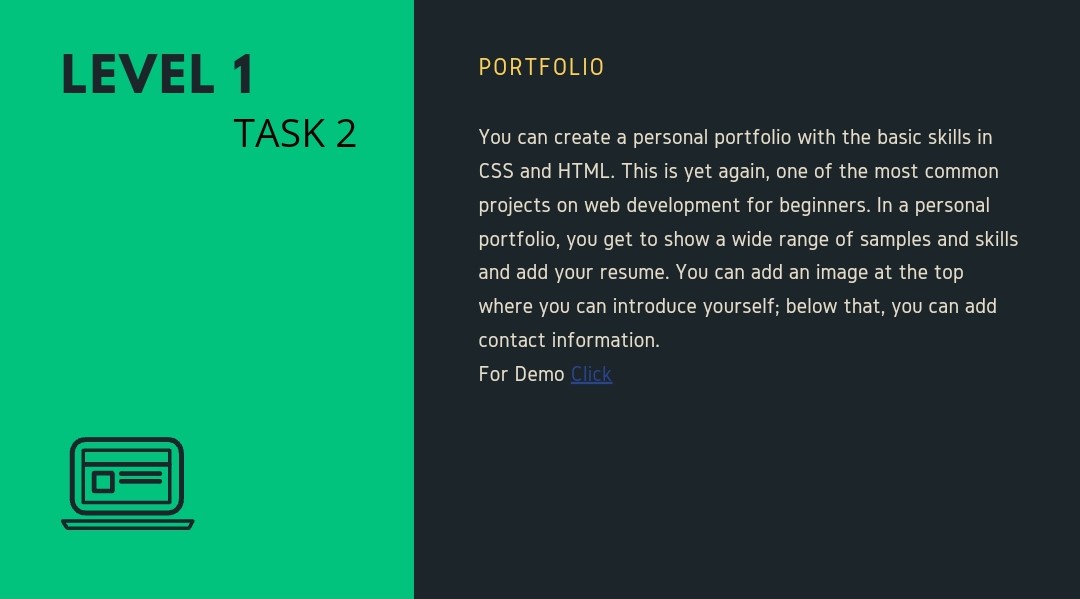 LEVEL 1
TASK 2
PORTFOLIO
You can create a personal portfolio with the basic skills in
CSS and HTML. This is yet again, one of the most common
projects on web development for beginners. In a personal
portfolio, you get to show a wide range of samples and skills
and add your resume. You can add an image at the top
where you can introduce yourself; below that, you can add
contact information.
For Demo Click